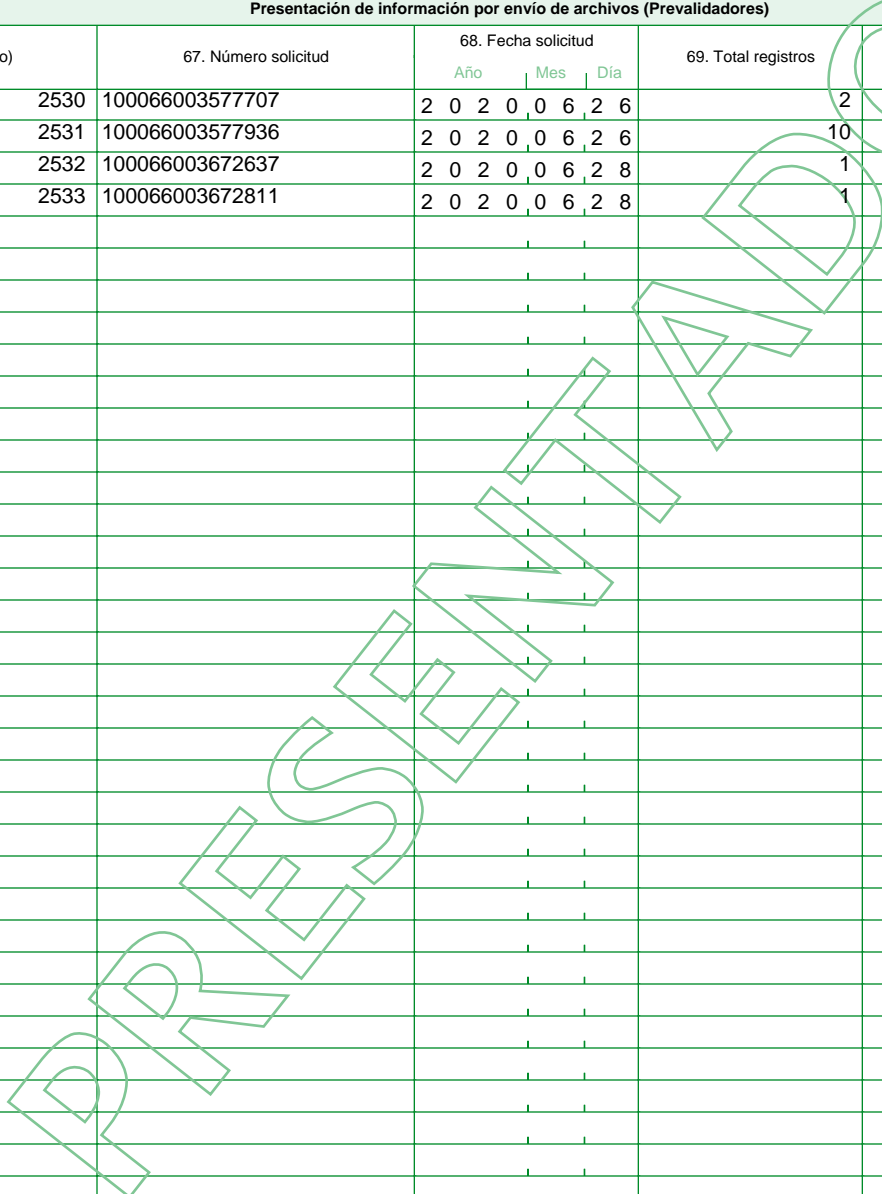 Presentación de información por envío de archivos (Prevalidadores)
o) 67. Número solicitud 68. Fecha solicitud 69. Total registros
Año Mes Día
2530 100066003577707 2 0 2 0 0 6 2 6 2
2531 100066003577936 2 0 2 0 0 6 2 6 10
2532 100066003672637 2 0 2 0 0 6 2 8 1
2533 100066003672811 2 0 2 0 0 6 2 8 1
PRESENTADO